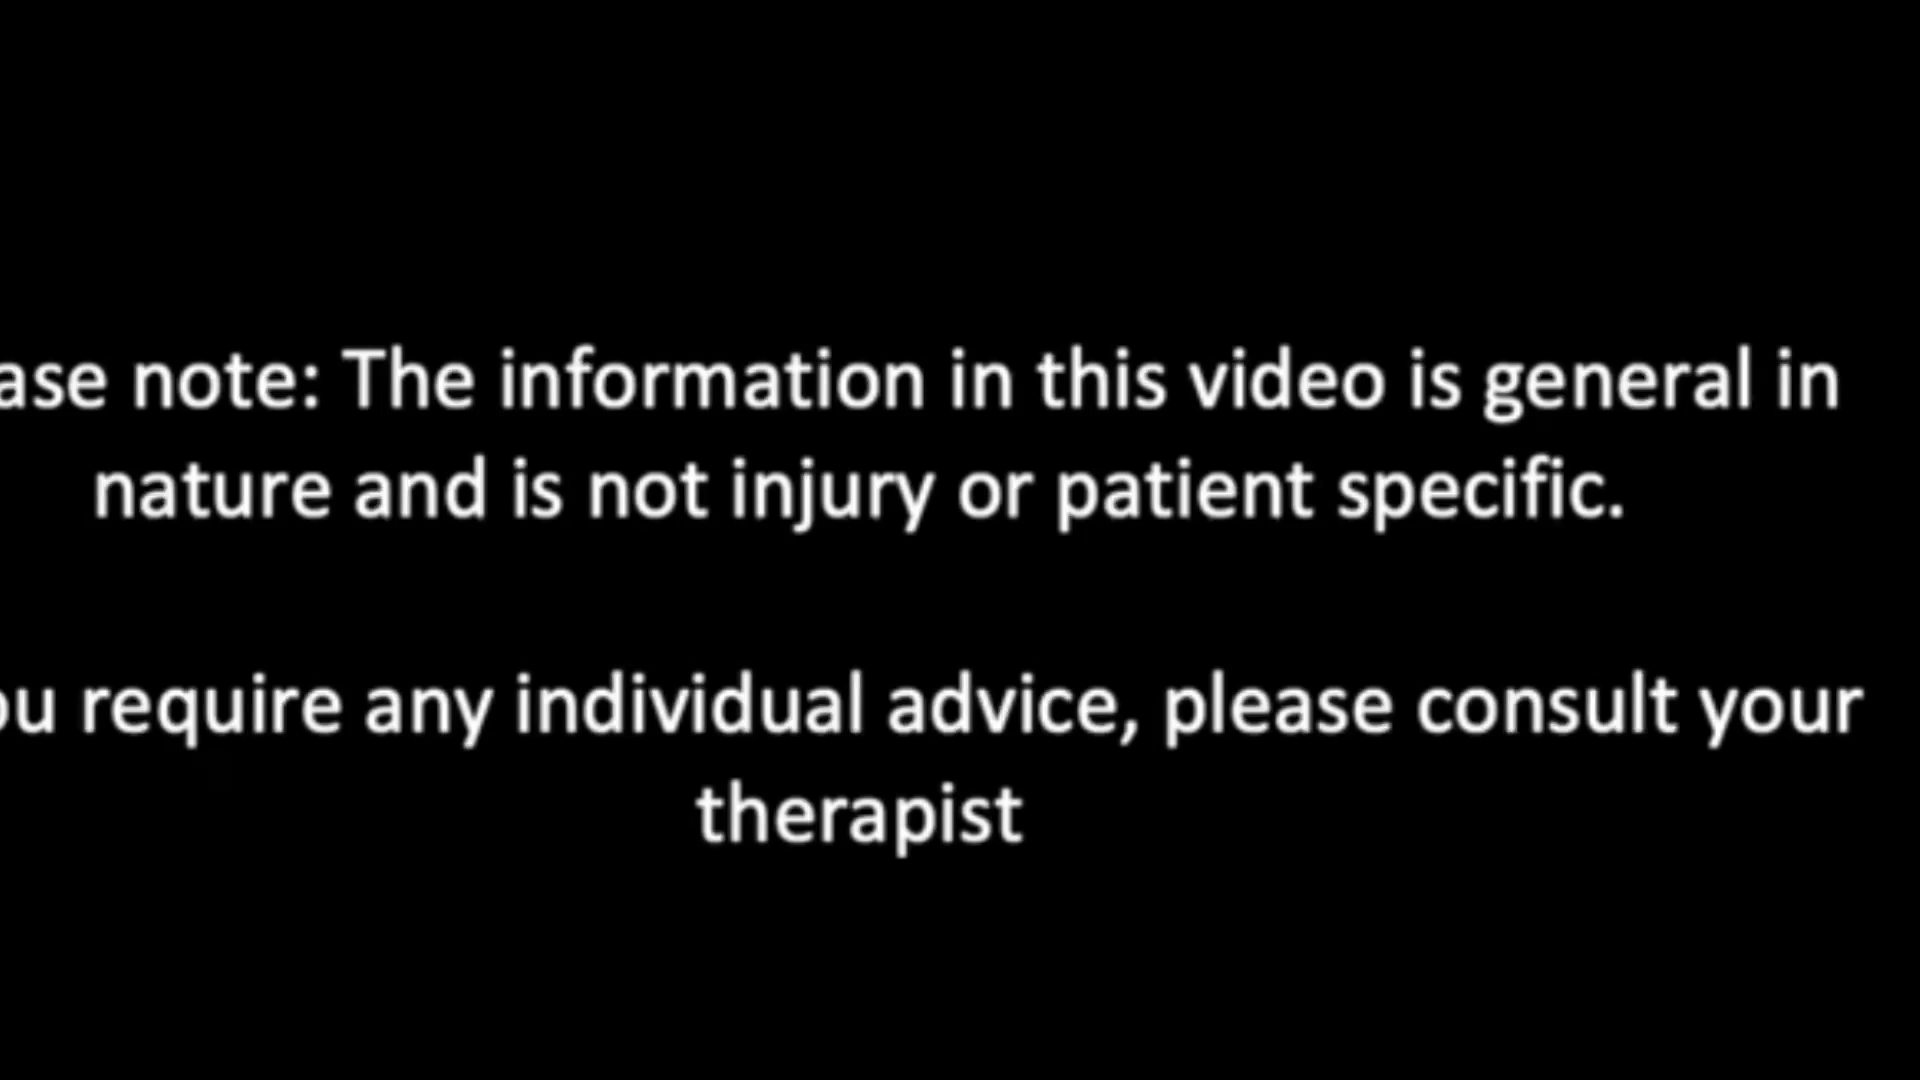 ase note: The information in this video is general in
nature and is not injury or patient specific.
ou require any individual advice, please consult your
therapist